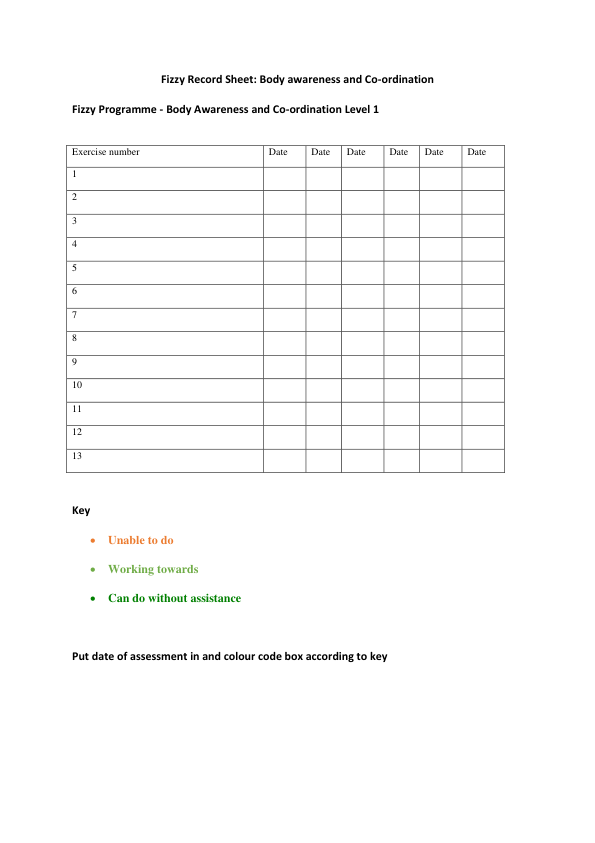 Fizzy Record Sheet: Body awareness and Co-ordination
Fizzy Programme - Body Awareness and Co-ordination Level 1
Exercise number Date Date Date Date Date Date
1
2
3
4
5
6
7
8
9
10
11
12
13
Key
• Unable to do
• Working towards
• Can do without assistance
Put date of assessment in and colour code box according to key